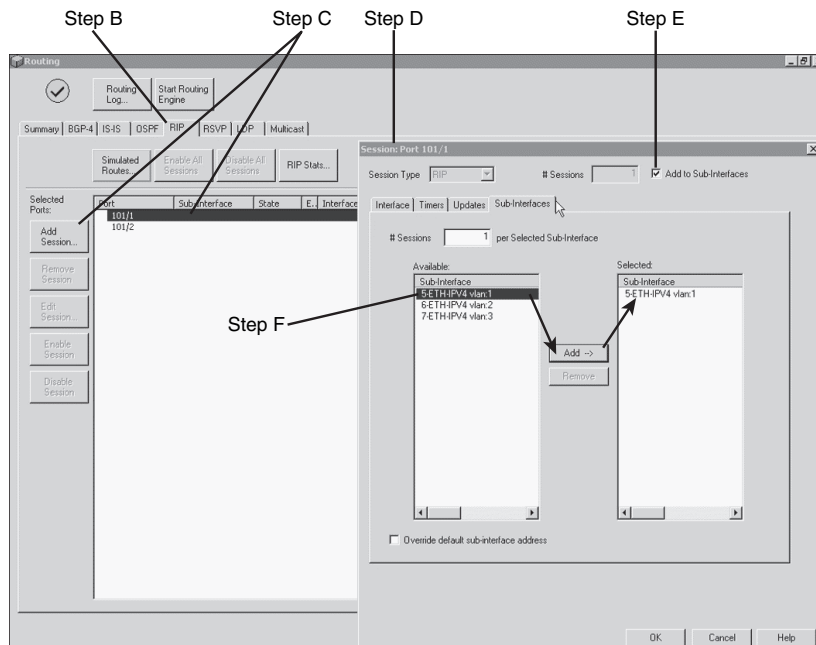 Step B
Step C
Step D
Step E
Routing
Routing Log...
Start Routing Engine
Summary
BGP-4
IS-IS
OSPF
RIP
RSVP
LDP
Multicast
Simulated Routes...
Enable All Sessions
Disable All Sessions
RIP Stats...
Selected Ports:
Add Session...
Remove Session
Edit Session...
Enable Session
Disable Session
Port
Sub-Interface
State
E..
Interface
101/1
101/2
Session: Port 101/1
Session Type
RIP
# Sessions
1
Add to Sub-Interfaces
Interface
Timers
Updates
Sub-Interfaces
# Sessions
1
per Selected Sub-Interface
Available:
Sub-Interface
5-ETH-IPV4 vlan:1
6-ETH-IPV4 vlan:2
7-ETH-IPV4 vlan:3
Step F
Add -->
Remove
Selected:
Sub-Interface
5-ETH-IPV4 vlan:1
Override default sub-interface address
OK
Cancel
Help